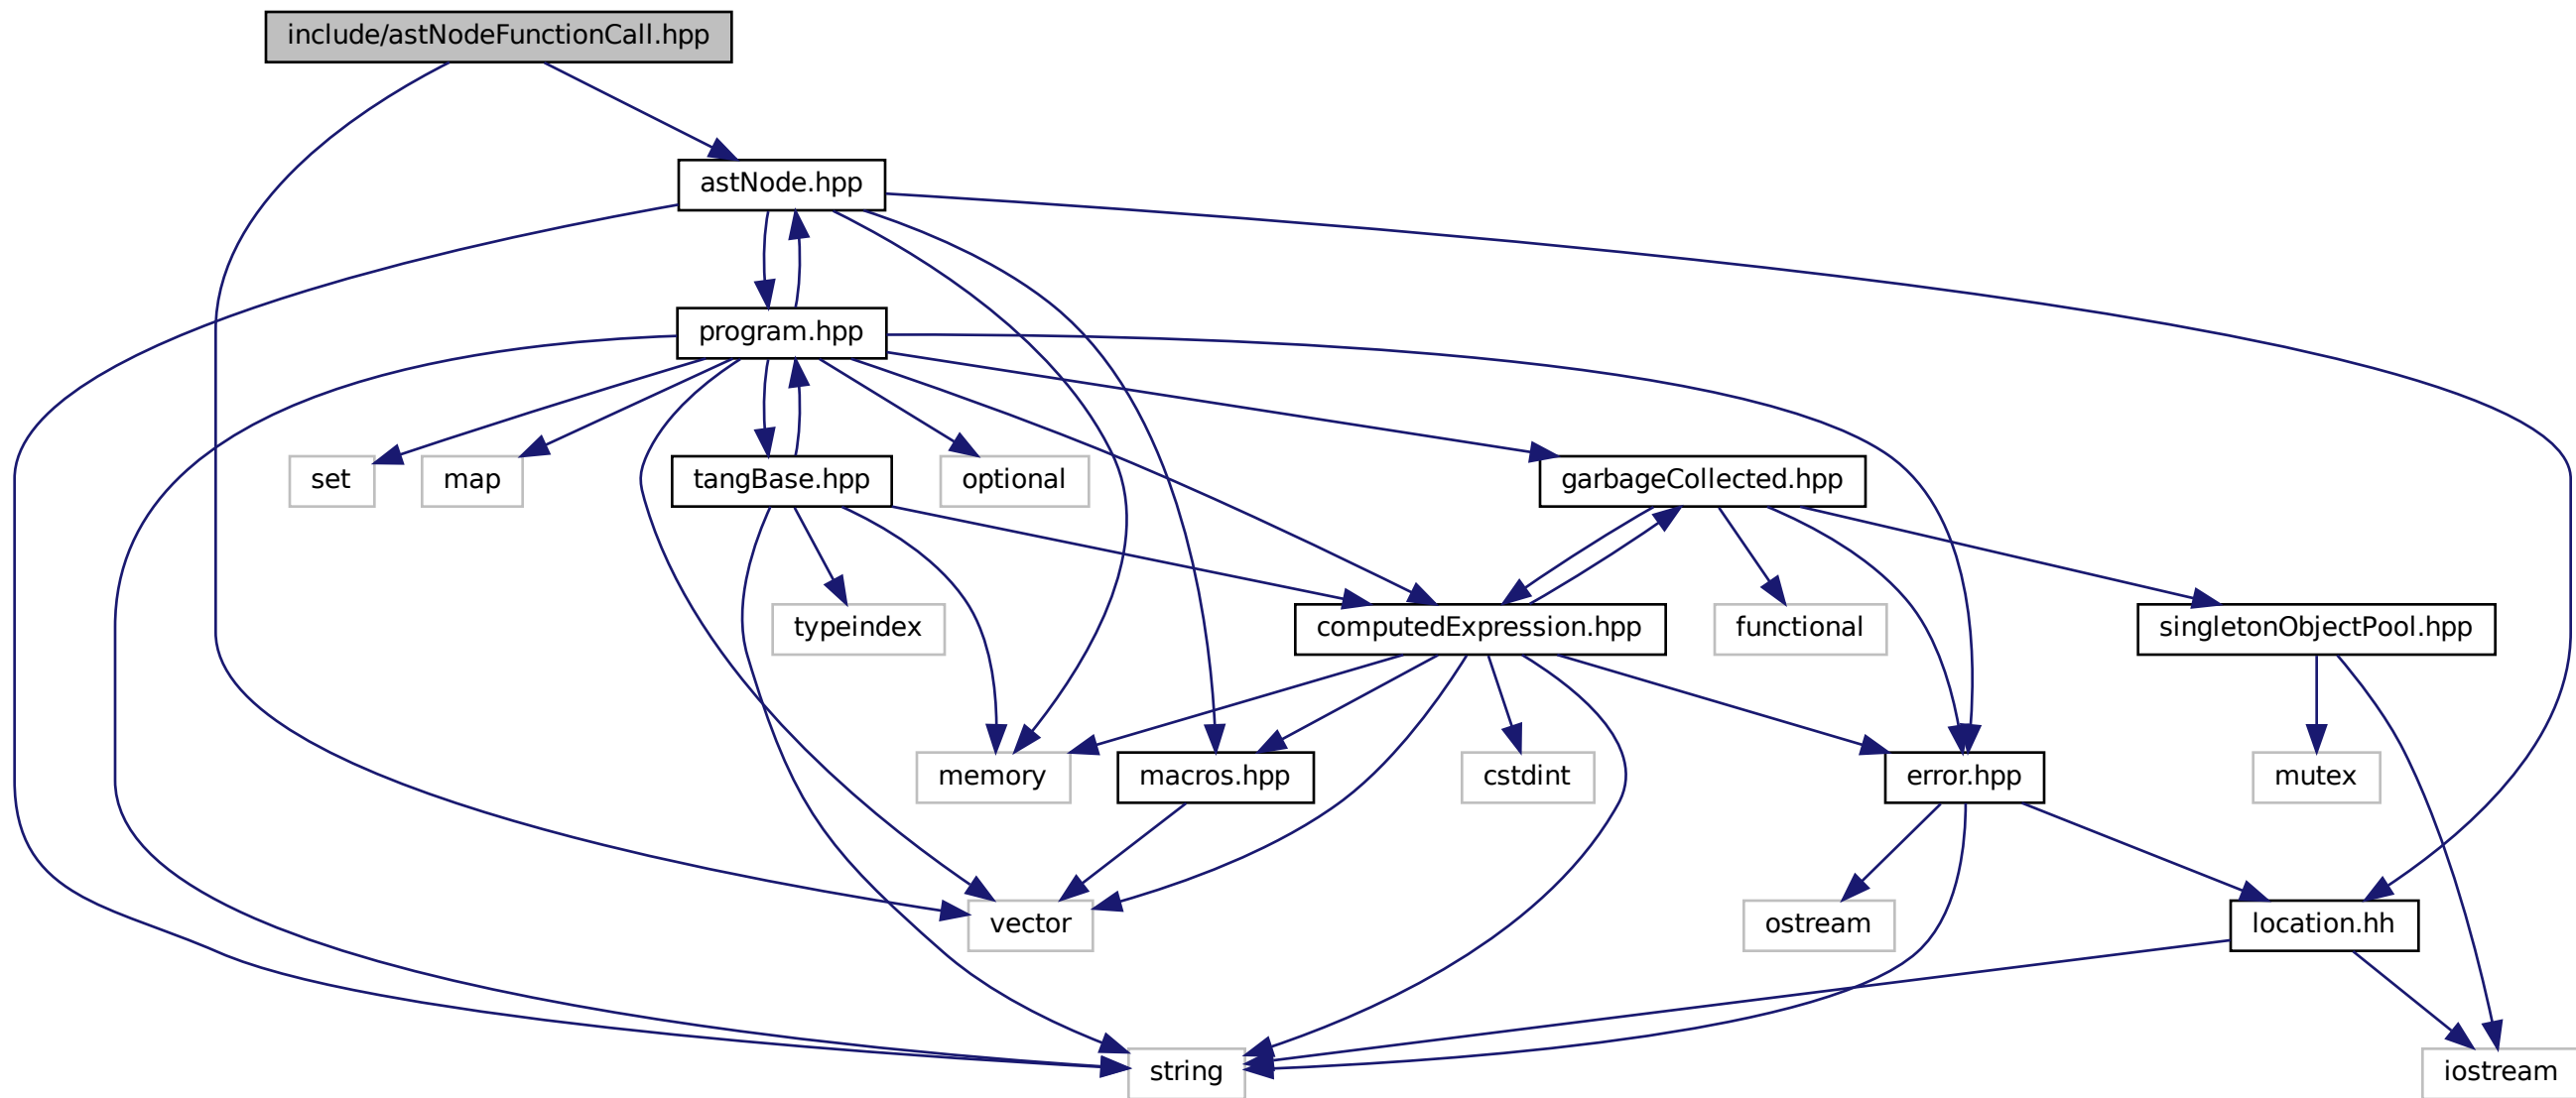 include/astNodeFunctionCall.hpp
astNode.hpp
program.hpp
set
map
tangBase.hpp
optional
garbageCollected.hpp
typeindex
computedExpression.hpp
functional
singletonObjectPool.hpp
memory
macros.hpp
cstdint
error.hpp
mutex
vector
ostream
location.hh
string
iostream